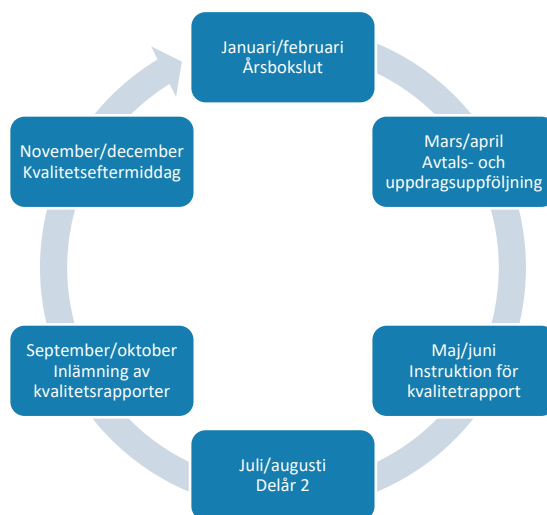 Januari/februari
Årsbokslut
Mars/april
Avtals- och
uppdragsuppföljning
Maj/juni
Instruktion för
kvalitetrapport
Juli/augusti
Delår 2
September/oktober
Inlämning av
kvalitetsrapporter
November/december
Kvalitetseftermiddag